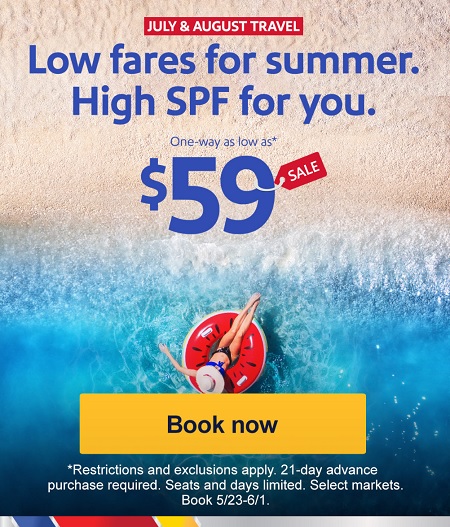 JULY & AUGUST TRAVEL
Low fares for summer.
High SPF for you.
One-way as low as*
$59
SALE
Book now
*Restrictions and exclusions apply. 21-day advance
purchase required. Seats and days limited. Select markets.
Book 5/23-6/1.